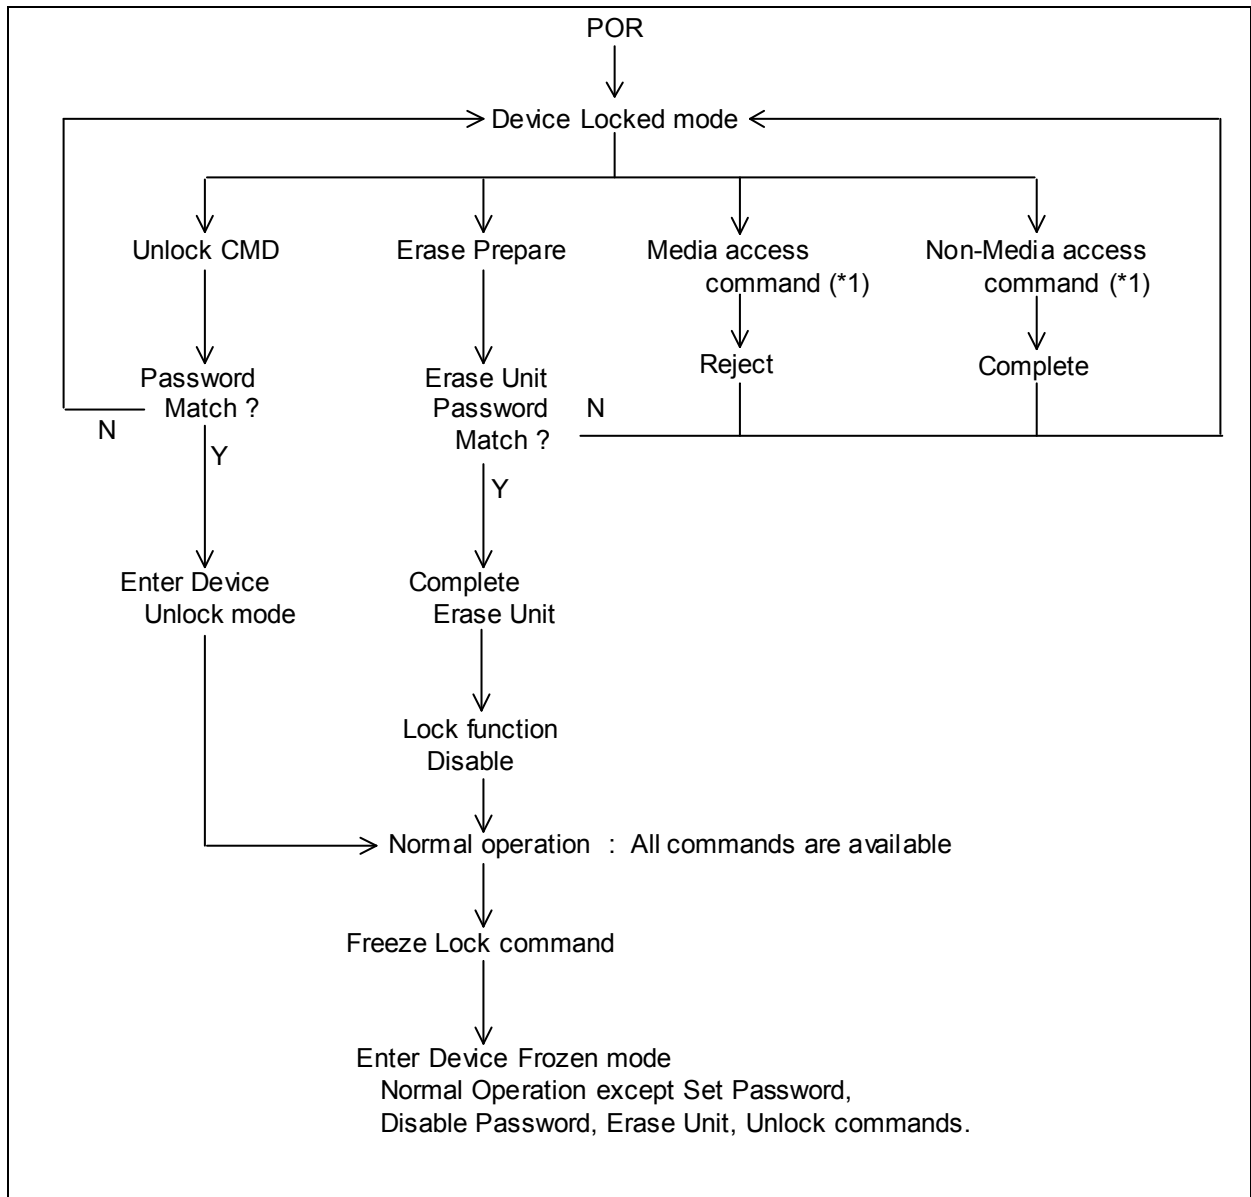 POR
Device Locked mode
Unlock CMD
Erase Prepare
Media access
command (*1)
Non-Media access
command (*1)
Password
Match ?
N
Y
Erase Unit
Password
Match ?
N
Y
Reject
Complete
Enter Device
Unlock mode
Complete
Erase Unit
Lock function
Disable
Normal operation : All commands are available
Freeze Lock command
Enter Device Frozen mode
Normal Operation except Set Password,
Disable Password, Erase Unit, Unlock commands.